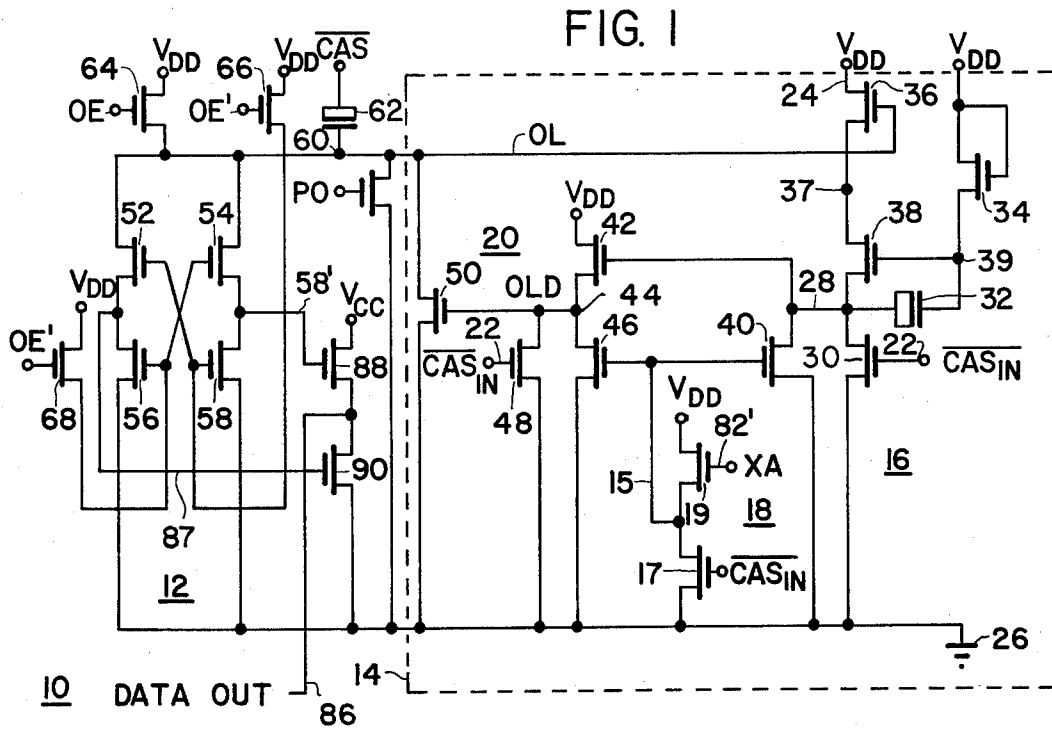 FIG. 1
64
VDD
66
VDD
CAS
OE
OE'
62
60
OL
VDD
24
36
VDD
PO
37
34
52
54
20
VDD
42
38
39
VDD
58'
50
OLD
44
28
32
OE'
VCC
22
46
40
30
22
CASIN
CASIN
68
56
58
88
48
VDD
82'
90
15
XA
16
19
18
87
17
CASIN
12
26
14
10
DATA OUT
86